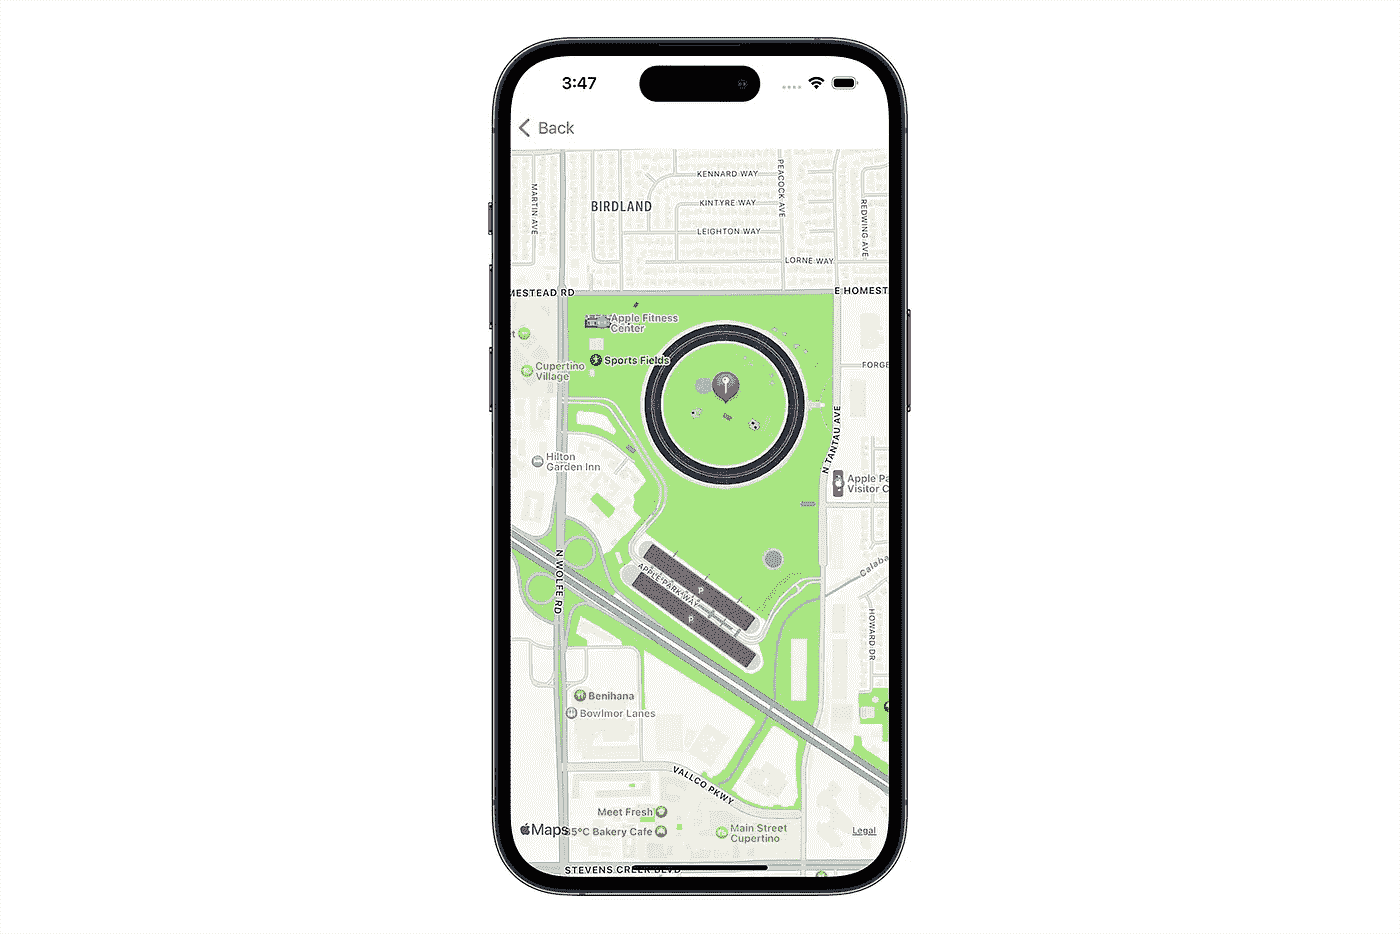 3:47
Back
KENNARD WAY
PEACOCK AVE
MARTIN AVE
BIRDLAND
KINTYRE WAY
REDWING AVE
LEIGHTON WAY
LORNE WAY
MESTEAD RD
E HOMEST
Apple Fitness
Center
t
Sports Fields
Cupertino
Village
FORGE
N TANTAU AVE
Hilton
Garden Inn
Apple Pa
Visitor C
N WOLFE RD
APPLE PARK WAY
P
P
Calaba
HOWARD DR
Benihana
Bowlmor Lanes
VALLCO PKWY
Meet Fresh
Maps
85°C Bakery Cafe
Main Street
Cupertino
Legal
STEVENS CREEK BLVD